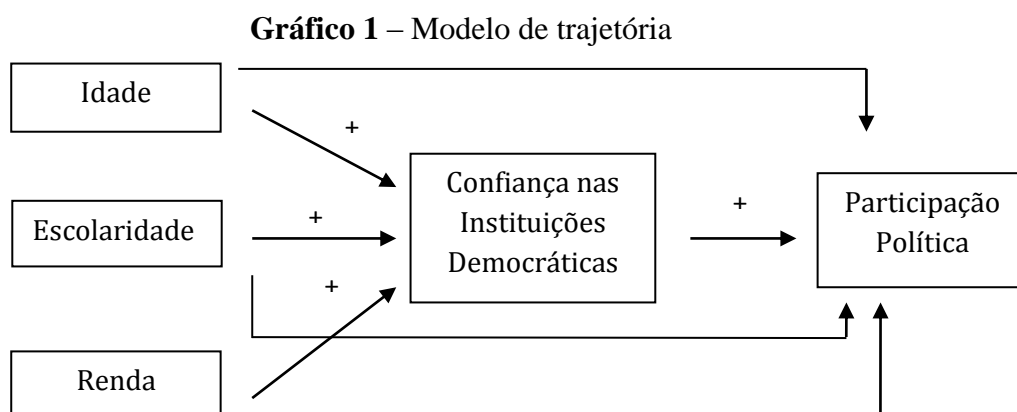 Gráfico 1 – Modelo de trajetória
Idade
+
Escolaridade
+
+
Renda
Confiança nas
Instituições
Democráticas
+
Participação
Política